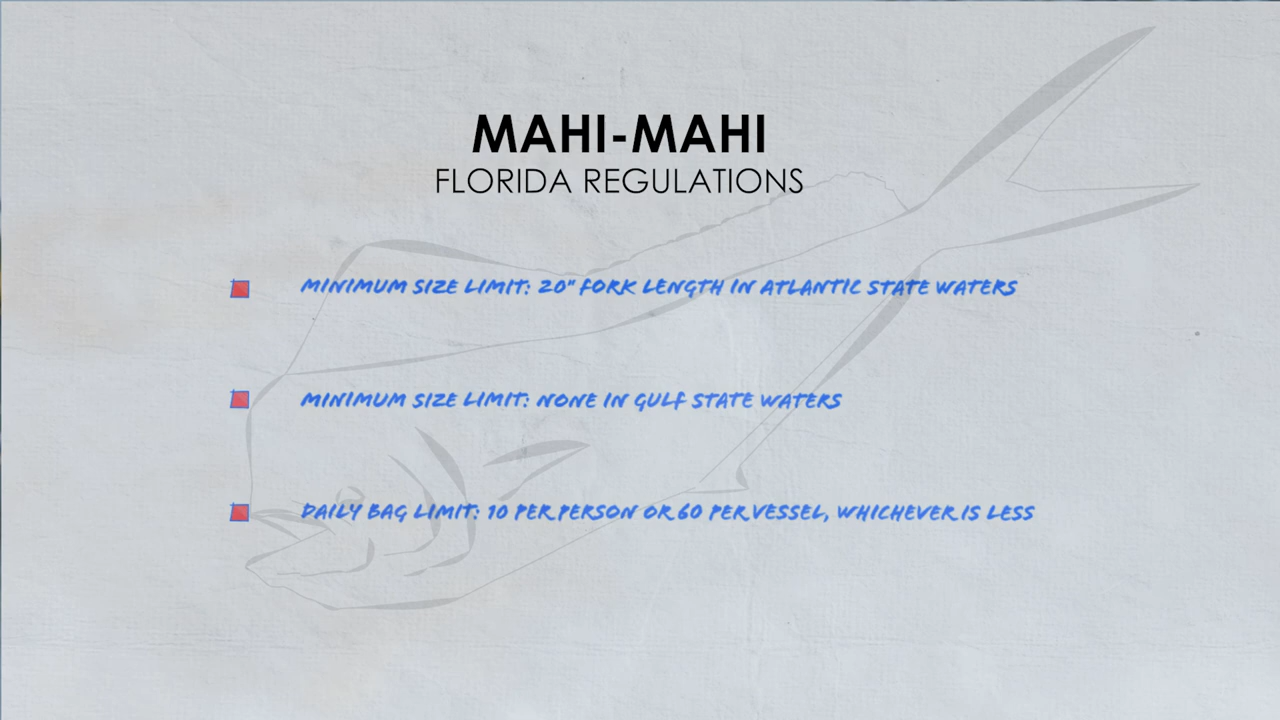 MAHI-MAHI
FLORIDA REGULATIONS
MINIMUM SIZE LIMIT: 20" FORK LENGTH IN ATLANTIC STATE WATERS
MINIMUM SIZE LIMIT: NONE IN GULF STATE WATERS
DAILY BAG LIMIT: 10 PER PERSON OR 60 PER VESSEL, WHICHEVER IS LESS